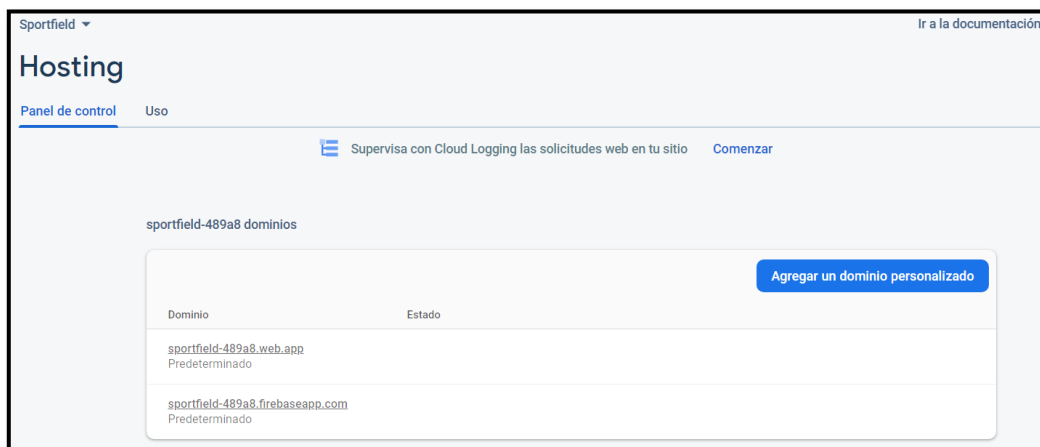 Sportfield
Ir a la documentación
Hosting
Panel de control Uso
Supervisa con Cloud Logging las solicitudes web en tu sitio Comenzar
sportfield-489a8 dominios
Agregar un dominio personalizado
Dominio Estado
sportfield-489a8.web.app
Predeterminado
sportfield-489a8.firebaseapp.com
Predeterminado